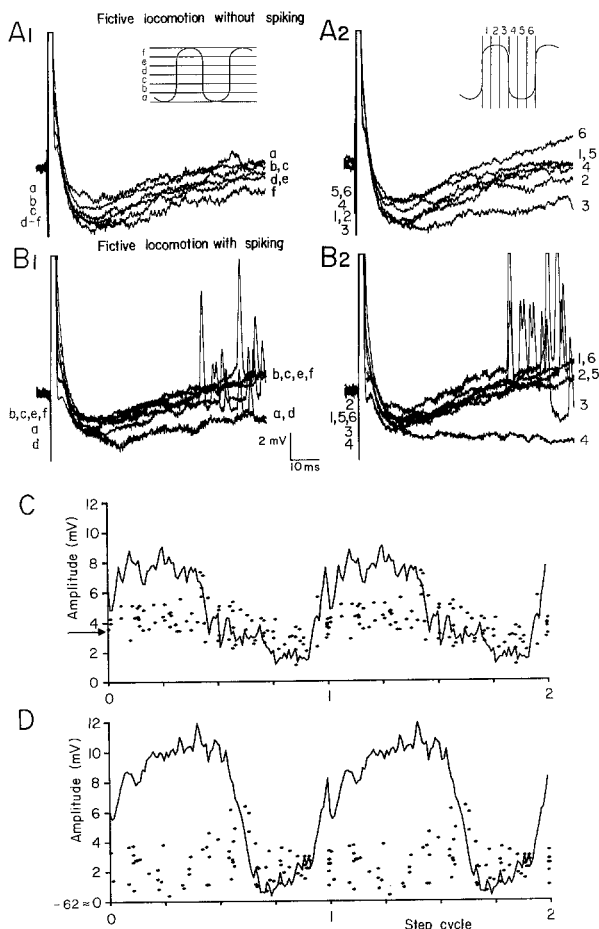 Fictive locomotion without spiking
A1
f
e
d
c
b
a
a
b,c
d,e
f
a
b
c
d-f
A2
1 2 3 4 5 6
6
1,5
4
2
3
5,6
4
1,2
3
Fictive locomotion with spiking
B1
b,c,e,f
a,d
b,c,e,f
a
d
2 mV
10 ms
B2
1,6
2,5
3
4
2
1,5,6
3
4
C
Amplitude (mV)
12
10
8
6
4
2
0
0
1
2
D
Amplitude (mV)
12
10
8
6
4
2
-62≈0
0
1
2
Step cycle